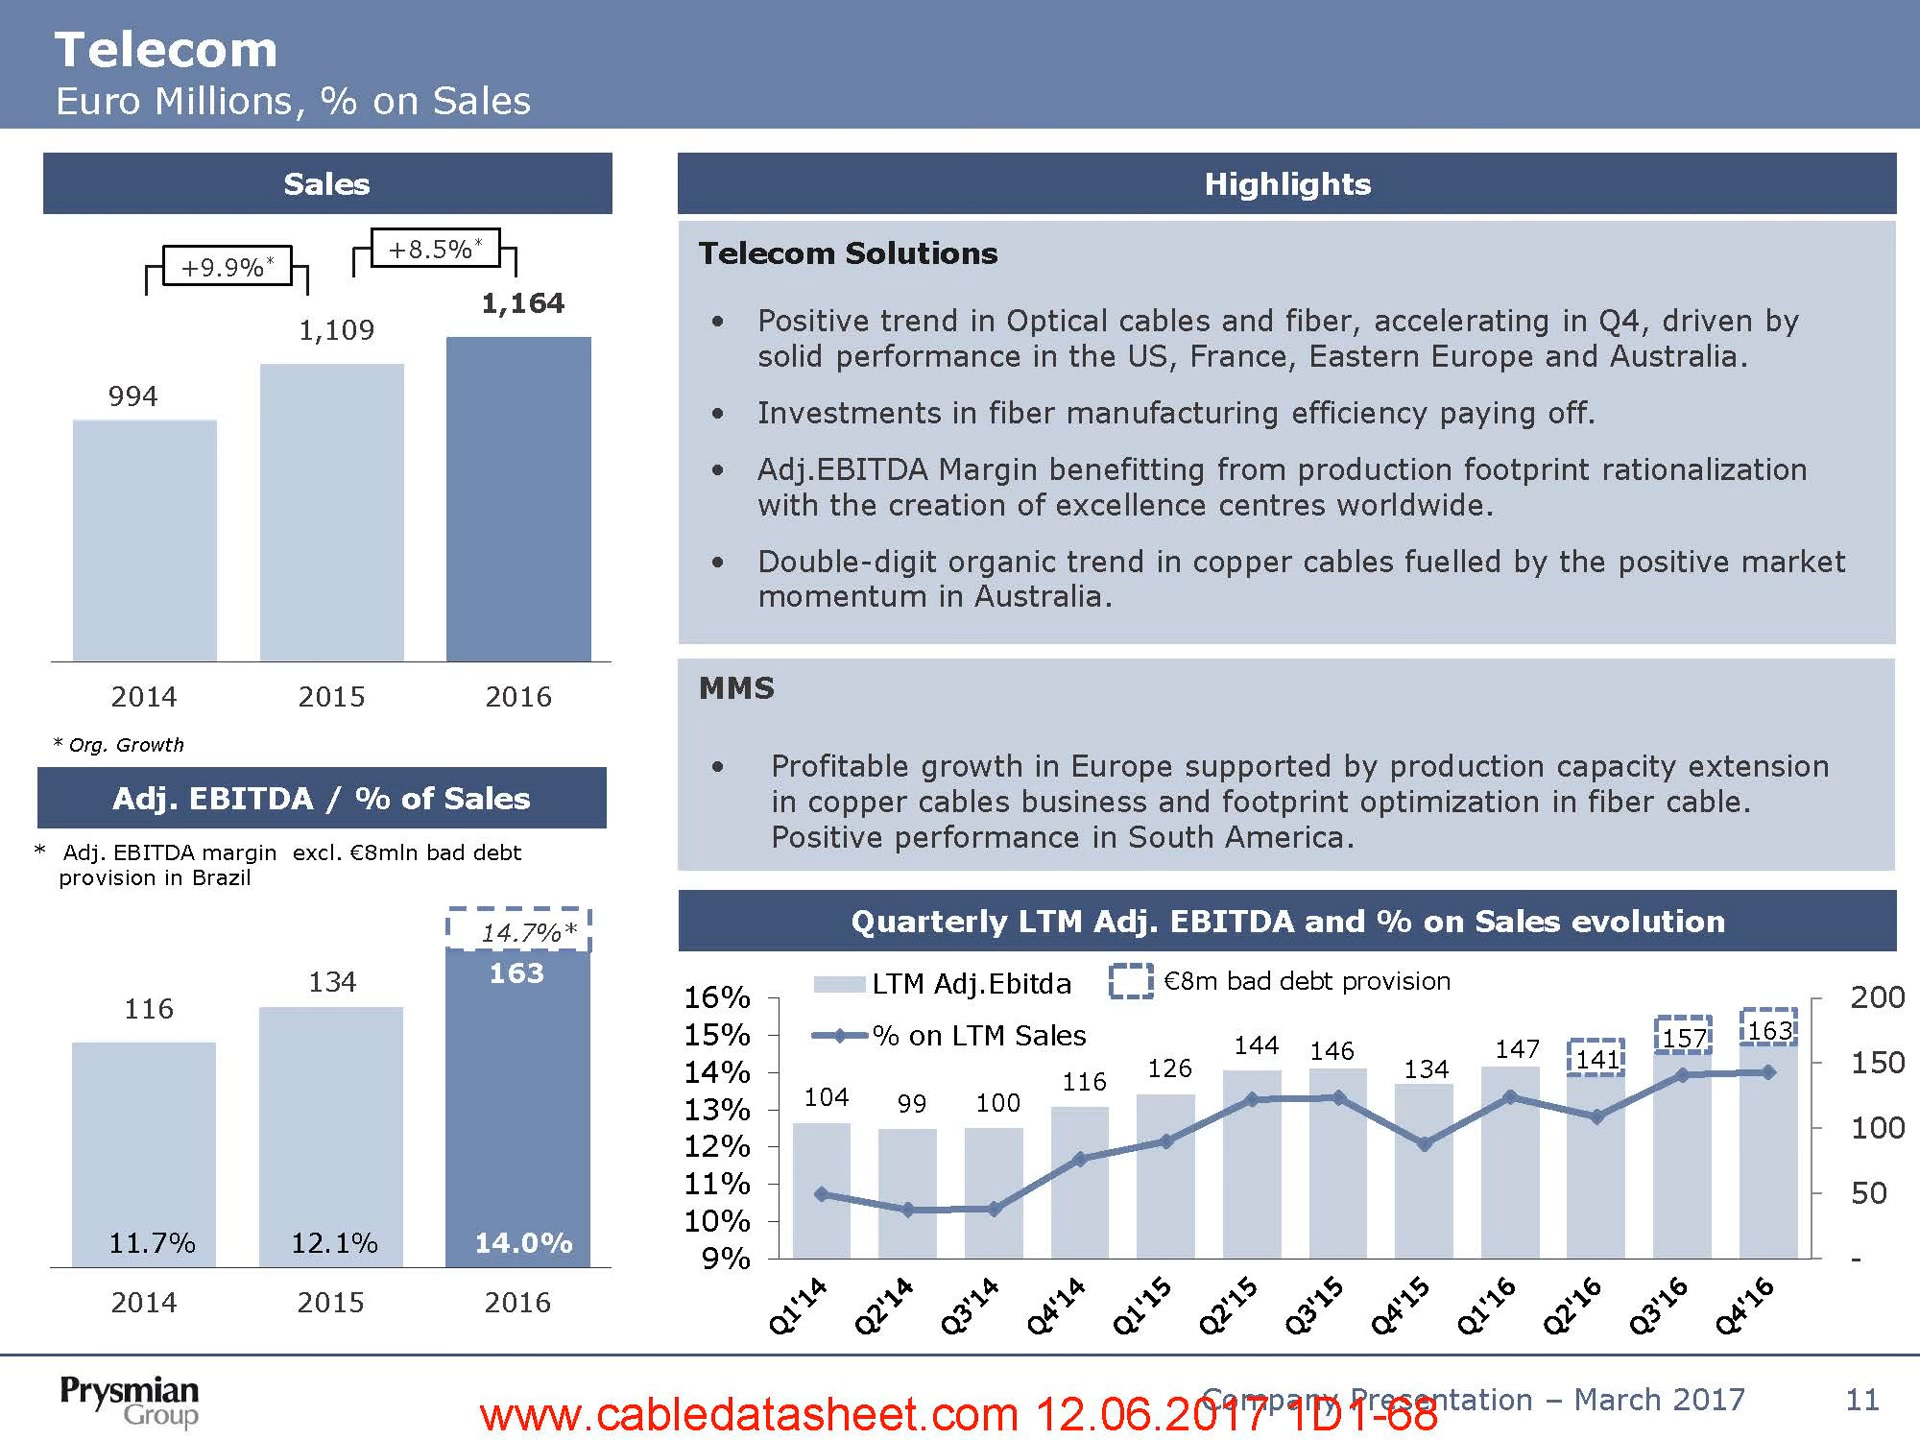 Telecom
Euro Millions, % on Sales
Sales
+9.9%*
+8.5%*
994
1,109
1,164
2014
2015
2016
* Org. Growth
Adj. EBITDA / % of Sales
* Adj. EBITDA margin excl. €8mln bad debt
provision in Brazil
14.7%*
116
134
163
11.7%
12.1%
14.0%
2014
2015
2016
Highlights
Telecom Solutions
• Positive trend in Optical cables and fiber, accelerating in Q4, driven by
solid performance in the US, France, Eastern Europe and Australia.
• Investments in fiber manufacturing efficiency paying off.
• Adj.EBITDA Margin benefitting from production footprint rationalization
with the creation of excellence centres worldwide.
• Double-digit organic trend in copper cables fuelled by the positive market
momentum in Australia.
MMS
• Profitable growth in Europe supported by production capacity extension
in copper cables business and footprint optimization in fiber cable.
Positive performance in South America.
Quarterly LTM Adj. EBITDA and % on Sales evolution
LTM Adj.Ebitda
€8m bad debt provision
% on LTM Sales
16%
15%
14%
13%
12%
11%
10%
9%
104
99
100
116
126
144
146
134
147
141
157
163
200
150
100
50
-
Q1'14
Q2'14
Q3'14
Q4'14
Q1'15
Q2'15
Q3'15
Q4'15
Q1'16
Q2'16
Q3'16
Q4'16
Prysmian
Group
www.cabledatasheet.com 12.06.2017 1D1-68
Company Presentation – March 2017
11